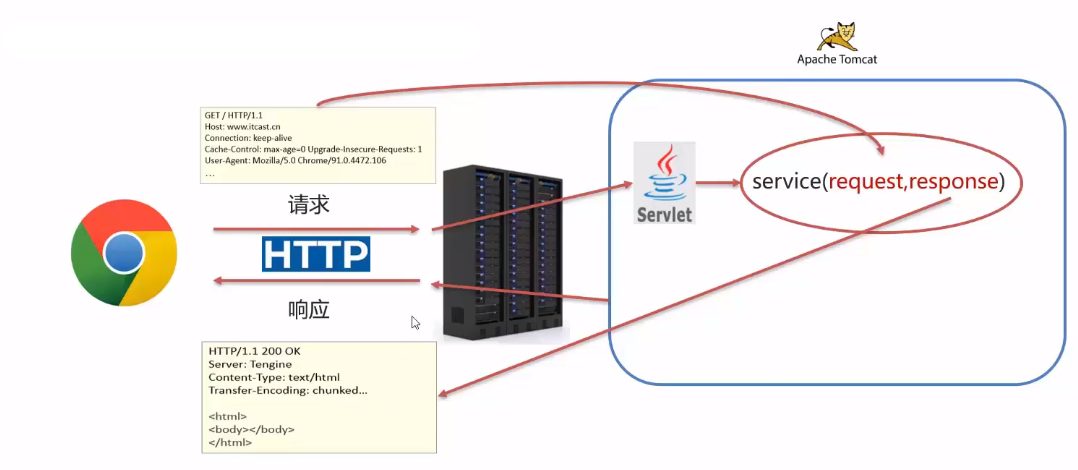 Apache Tomcat
GET / HTTP/1.1
Host: www.itcast.cn
Connection: keep-alive
Cache-Control: max-age=0 Upgrade-Insecure-Requests: 1
User-Agent: Mozilla/5.0 Chrome/91.0.4472.106
...
请求
HTTP
响应
Servlet
service(request,response)
HTTP/1.1 200 OK
Server: Tengine
Content-Type: text/html
Transfer-Encoding: chunked...
<html>
<body></body>
</html>